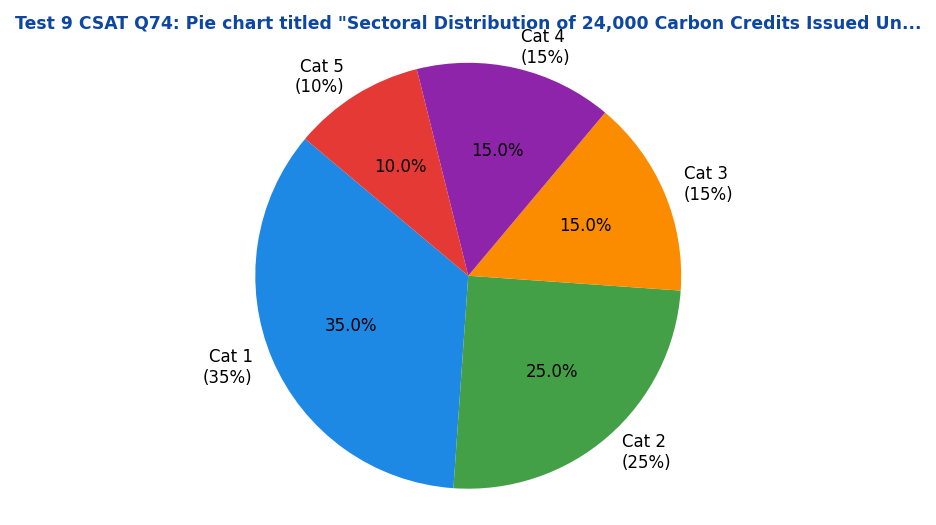 Test 9 CSAT Q74: Pie chart titled "Sectoral Distribution of 24,000 Carbon Credits Issued Un...
Cat 4
(15%)
Cat 5
(10%)
15.0%
10.0%
Cat 3
(15%)
15.0%
35.0%
Cat 1
(35%)
25.0%
Cat 2
(25%)